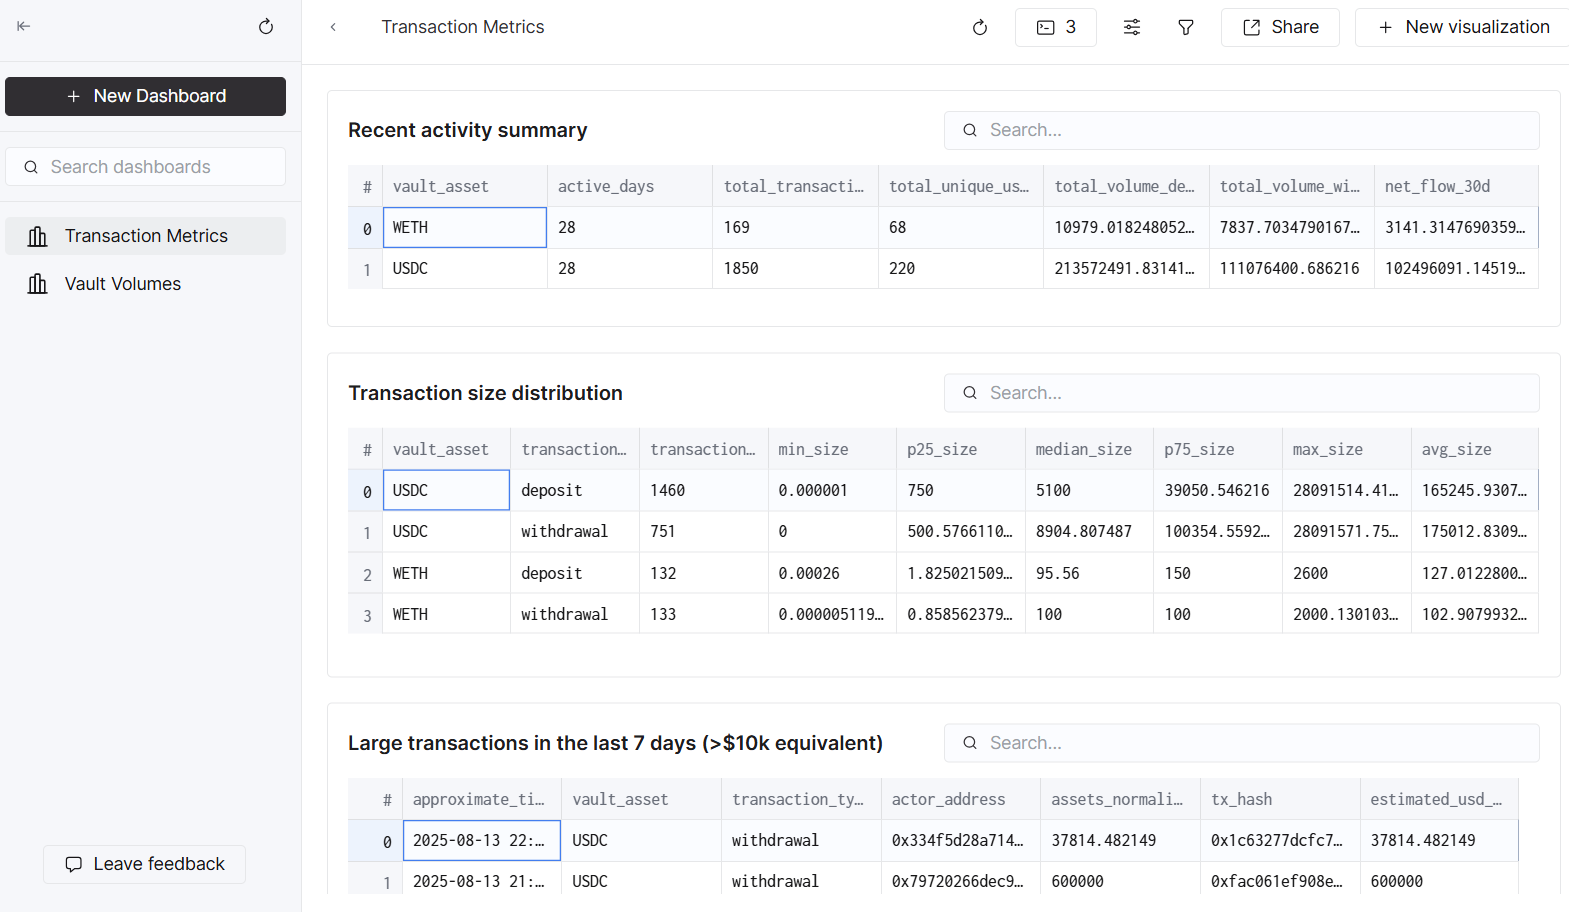 Transaction Metrics
3
Share
New visualization
New Dashboard
Search dashboards
Transaction Metrics
Vault Volumes
Leave feedback
Recent activity summary
Search...
# vault_asset active_days total_transacti… total_unique_us… total_volume_de… total_volume_wi… net_flow_30d
0 WETH 28 169 68 10979.018248052… 7837.7034790167… 3141.3147690359…
1 USDC 28 1850 220 213572491.83141… 111076400.686216 102496091.14519…
Transaction size distribution
Search...
# vault_asset transaction… transaction… min_size p25_size median_size p75_size max_size avg_size
0 USDC deposit 1460 0.000001 750 5100 39050.546216 28091514.41… 165245.9307…
1 USDC withdrawal 751 0 500.5766110… 8904.807487 100354.5592… 28091571.75… 175012.8309…
2 WETH deposit 132 0.00026 1.825021509… 95.56 150 2600 127.0122800…
3 WETH withdrawal 133 0.000005119… 0.858562379… 100 100 2000.130103… 102.9079932…
Large transactions in the last 7 days (>$10k equivalent)
Search...
# approximate_ti… vault_asset transaction_ty… actor_address assets_normali… tx_hash estimated_usd_…
0 2025-08-13 22:… USDC withdrawal 0x334f5d28a714… 37814.482149 0x1c63277dcfc7… 37814.482149
1 2025-08-13 21:… USDC withdrawal 0x79720266dec9… 600000 0xfac061ef908e… 600000